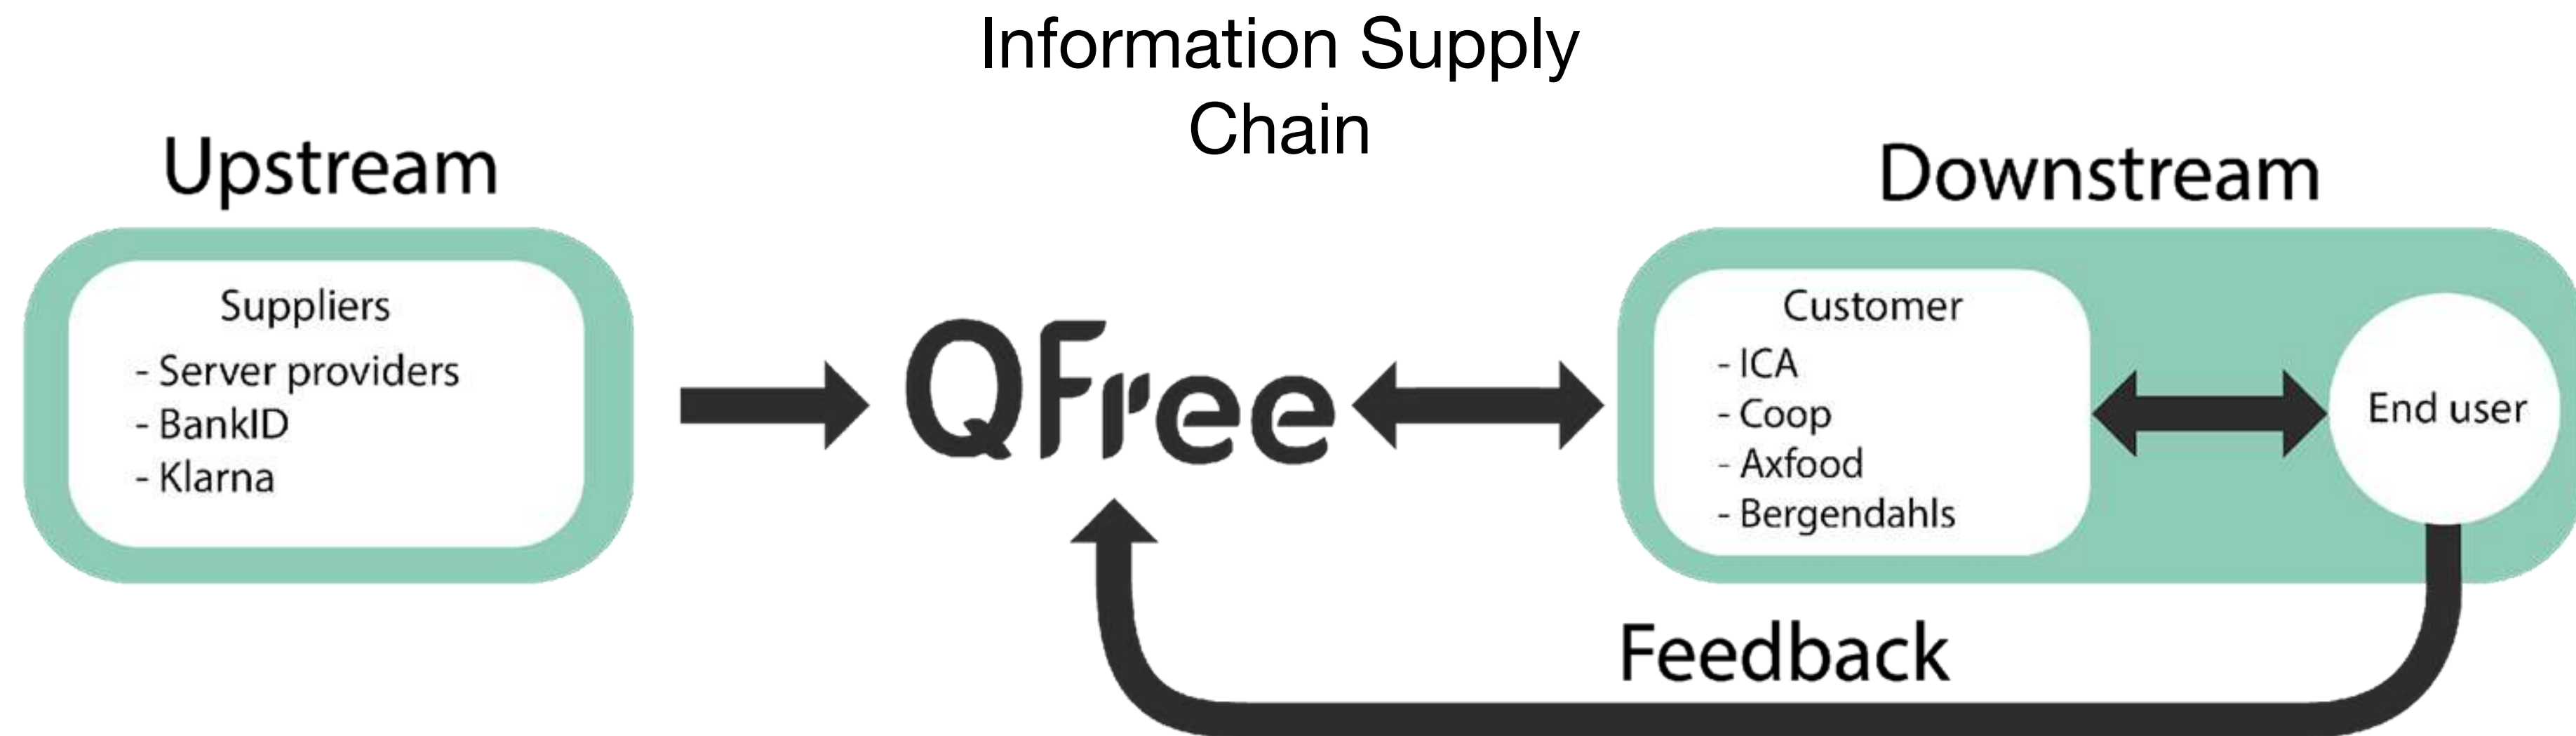 Information Supply
Chain
Upstream
Downstream
Suppliers
- Server providers
- BankID
- Klarna
QFree
Customer
- ICA
- Coop
- Axfood
- Bergendahls
End user
Feedback